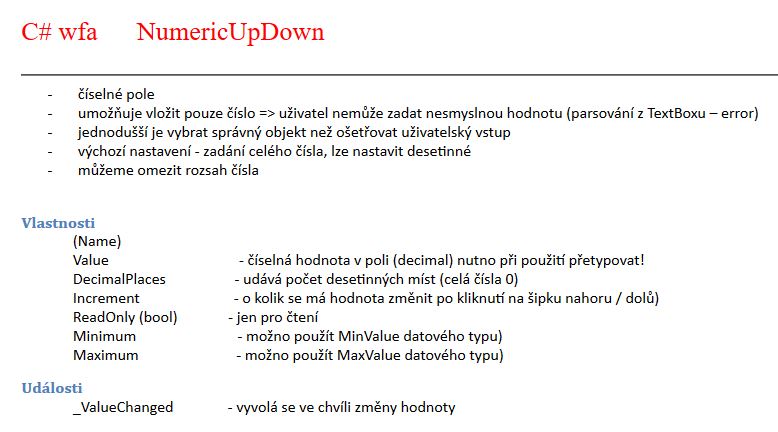 C# wfa NumericUpDown
- číselné pole
- umožňuje vložit pouze číslo => uživatel nemůže zadat nesmyslnou hodnotu (parsování z TextBoxu – error)
- jednodušší je vybrat správný objekt než ošetřovat uživatelský vstup
- výchozí nastavení - zadání celého čísla, lze nastavit desetinné
- můžeme omezit rozsah čísla
Vlastnosti
(Name)
Value - číselná hodnota v poli (decimal) nutno při použití přetypovat!
DecimalPlaces - udává počet desetinných míst (celá čísla 0)
Increment - o kolik se má hodnota změnit po kliknutí na šipku nahoru / dolů)
ReadOnly (bool) - jen pro čtení
Minimum - možno použít MinValue datového typu)
Maximum - možno použít MaxValue datového typu)
Události
_ValueChanged - vyvolá se ve chvíli změny hodnoty